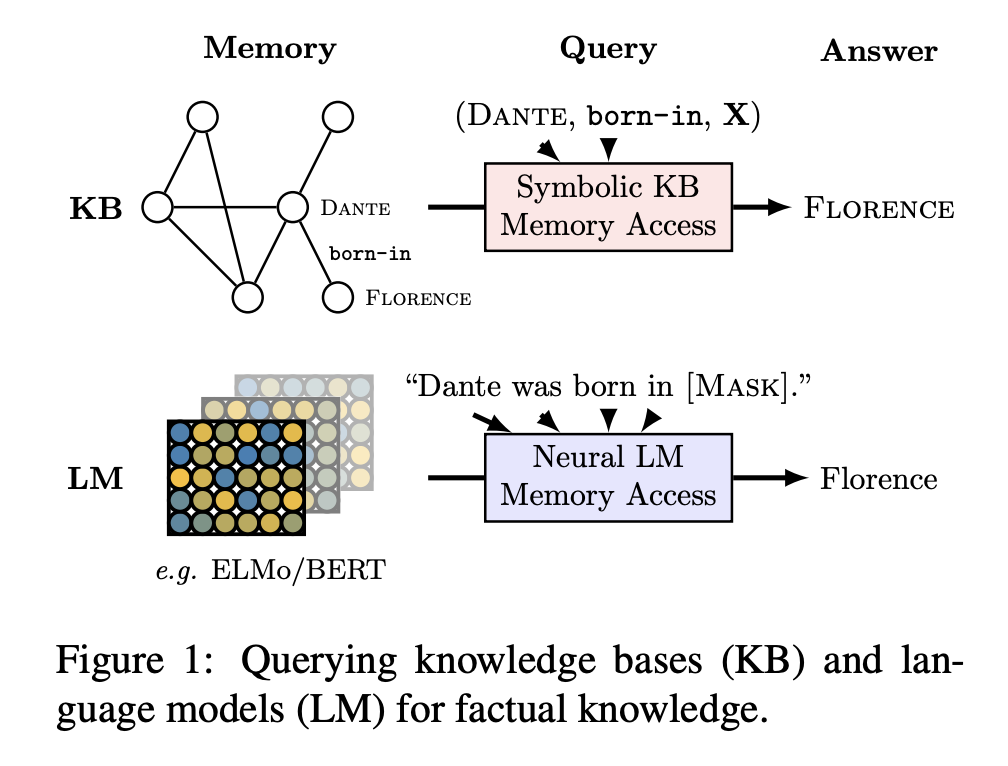 Memory
Query
Answer
(DANTE, born-in, X)
KB
DANTE
born-in
FLORENCE
Symbolic KB
Memory Access
FLORENCE
“Dante was born in [MASK].”
LM
Neural LM
Memory Access
Florence
e.g. ELMo/BERT
Figure 1: Querying knowledge bases (KB) and lan-
guage models (LM) for factual knowledge.